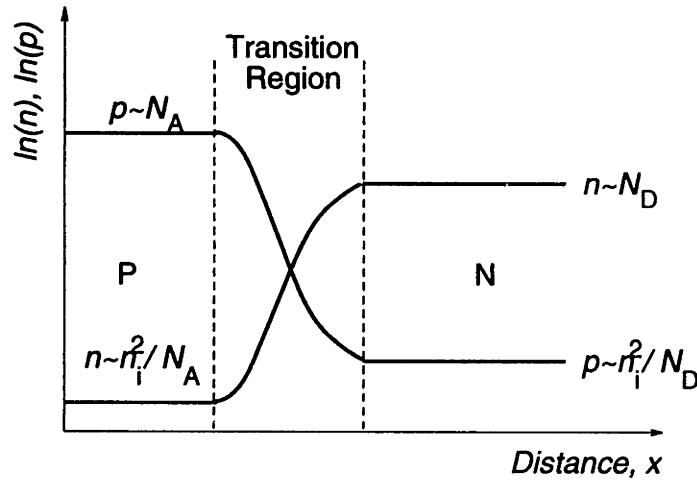 Transition
Region
ln(n), ln(p)
p~N_A
n~N_D
P
N
n~n_i^2/N_A
p~n_i^2/N_D
Distance, x